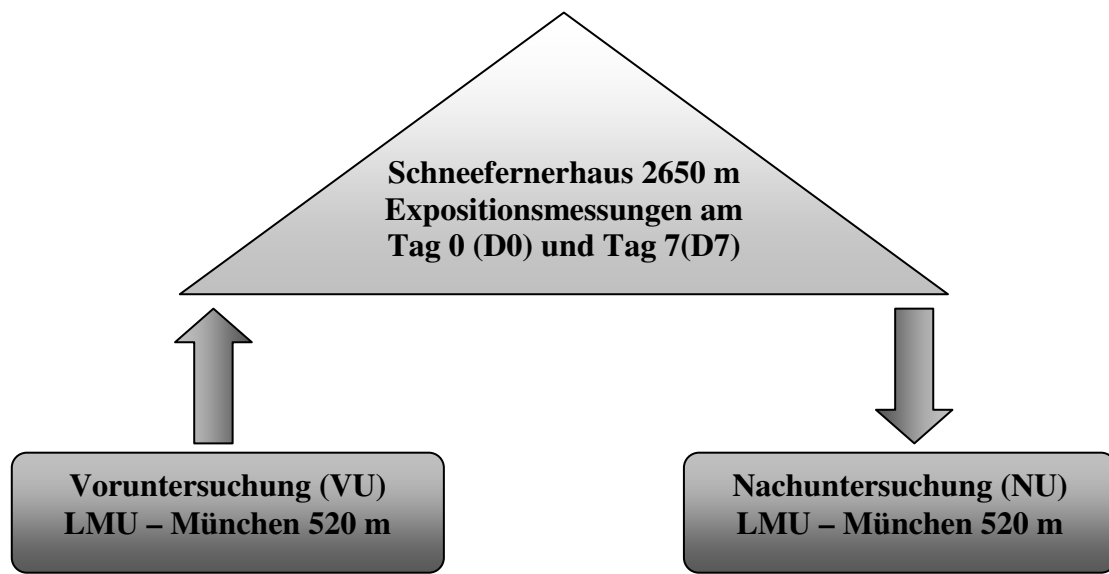 Schneefernerhaus 2650 m
Expositionsmessungen am
Tag 0 (D0) und Tag 7(D7)
Voruntersuchung (VU)
LMU – München 520 m
Nachuntersuchung (NU)
LMU – München 520 m